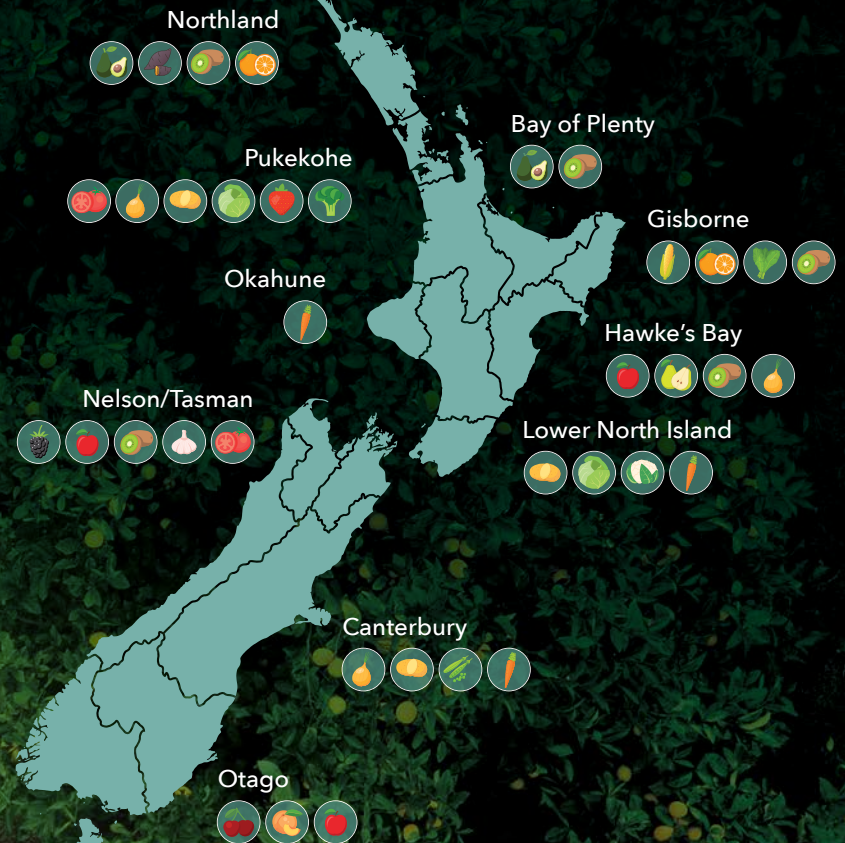 Northland
Bay of Plenty
Pukekohe
Gisborne
Okahune
Hawke's Bay
Nelson/Tasman
Lower North Island
Canterbury
Otago